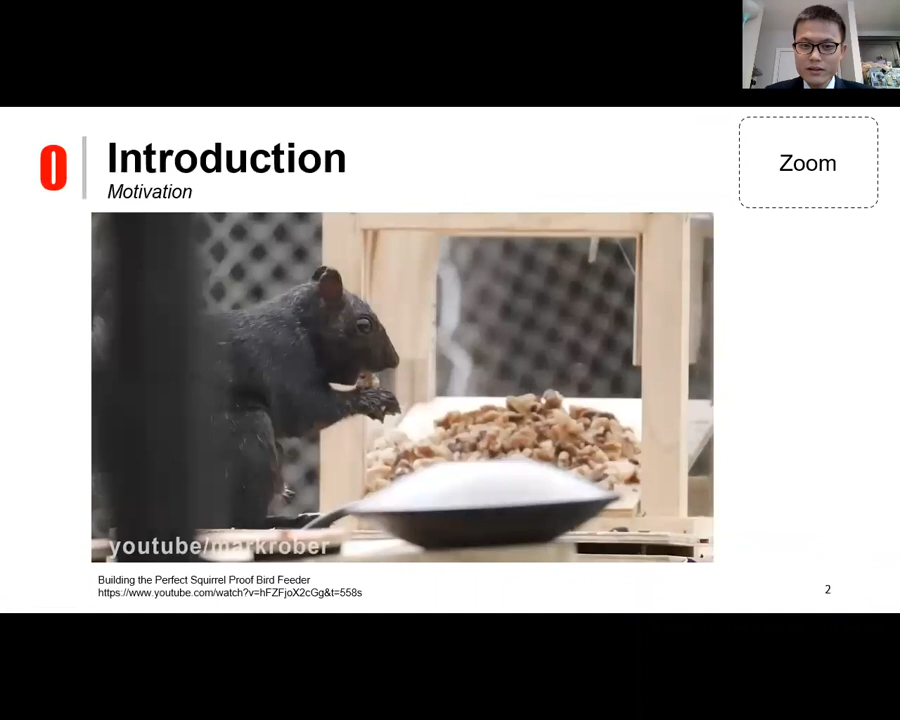 0
Introduction
Motivation
Zoom
youtube/markrober
Building the Perfect Squirrel Proof Bird Feeder
https://www.youtube.com/watch?v=hFZFjoX2cGg&t=558s
2